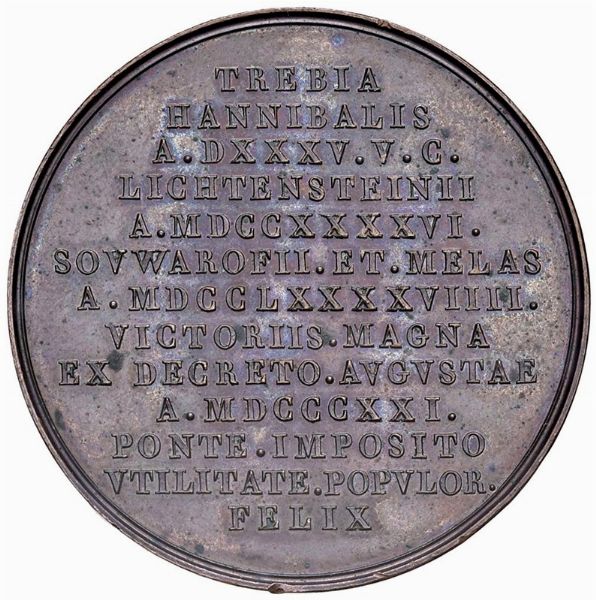 TREBIA
HANNIBALIS
A.DXXXV.V.C.
LICHTENSTEINII
A.MDCCXXXXVI.
SOVWAROFII.ET.MELAS
A.MDCCLXXXXVIIII.
VICTORIIS.MAGNA
EX DECRETO.AVGVSTAE
A.MDCCCXXI.
PONTE.IMPOSITO
VTILITATE.POPVLOR.
FELIX